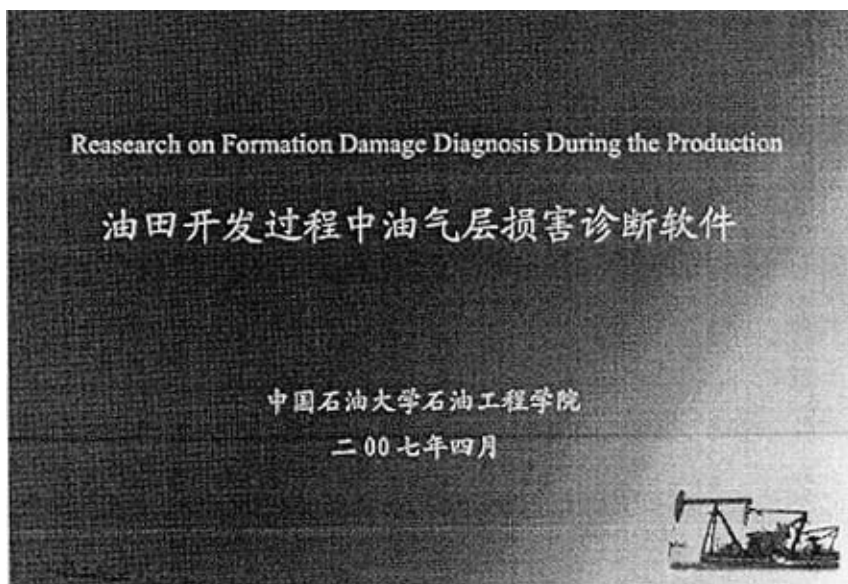 Reasearch on Formation Damage Diagnosis During the Production
油田开发过程中油气层损害诊断软件
中国石油大学石油工程学院
二00七年四月